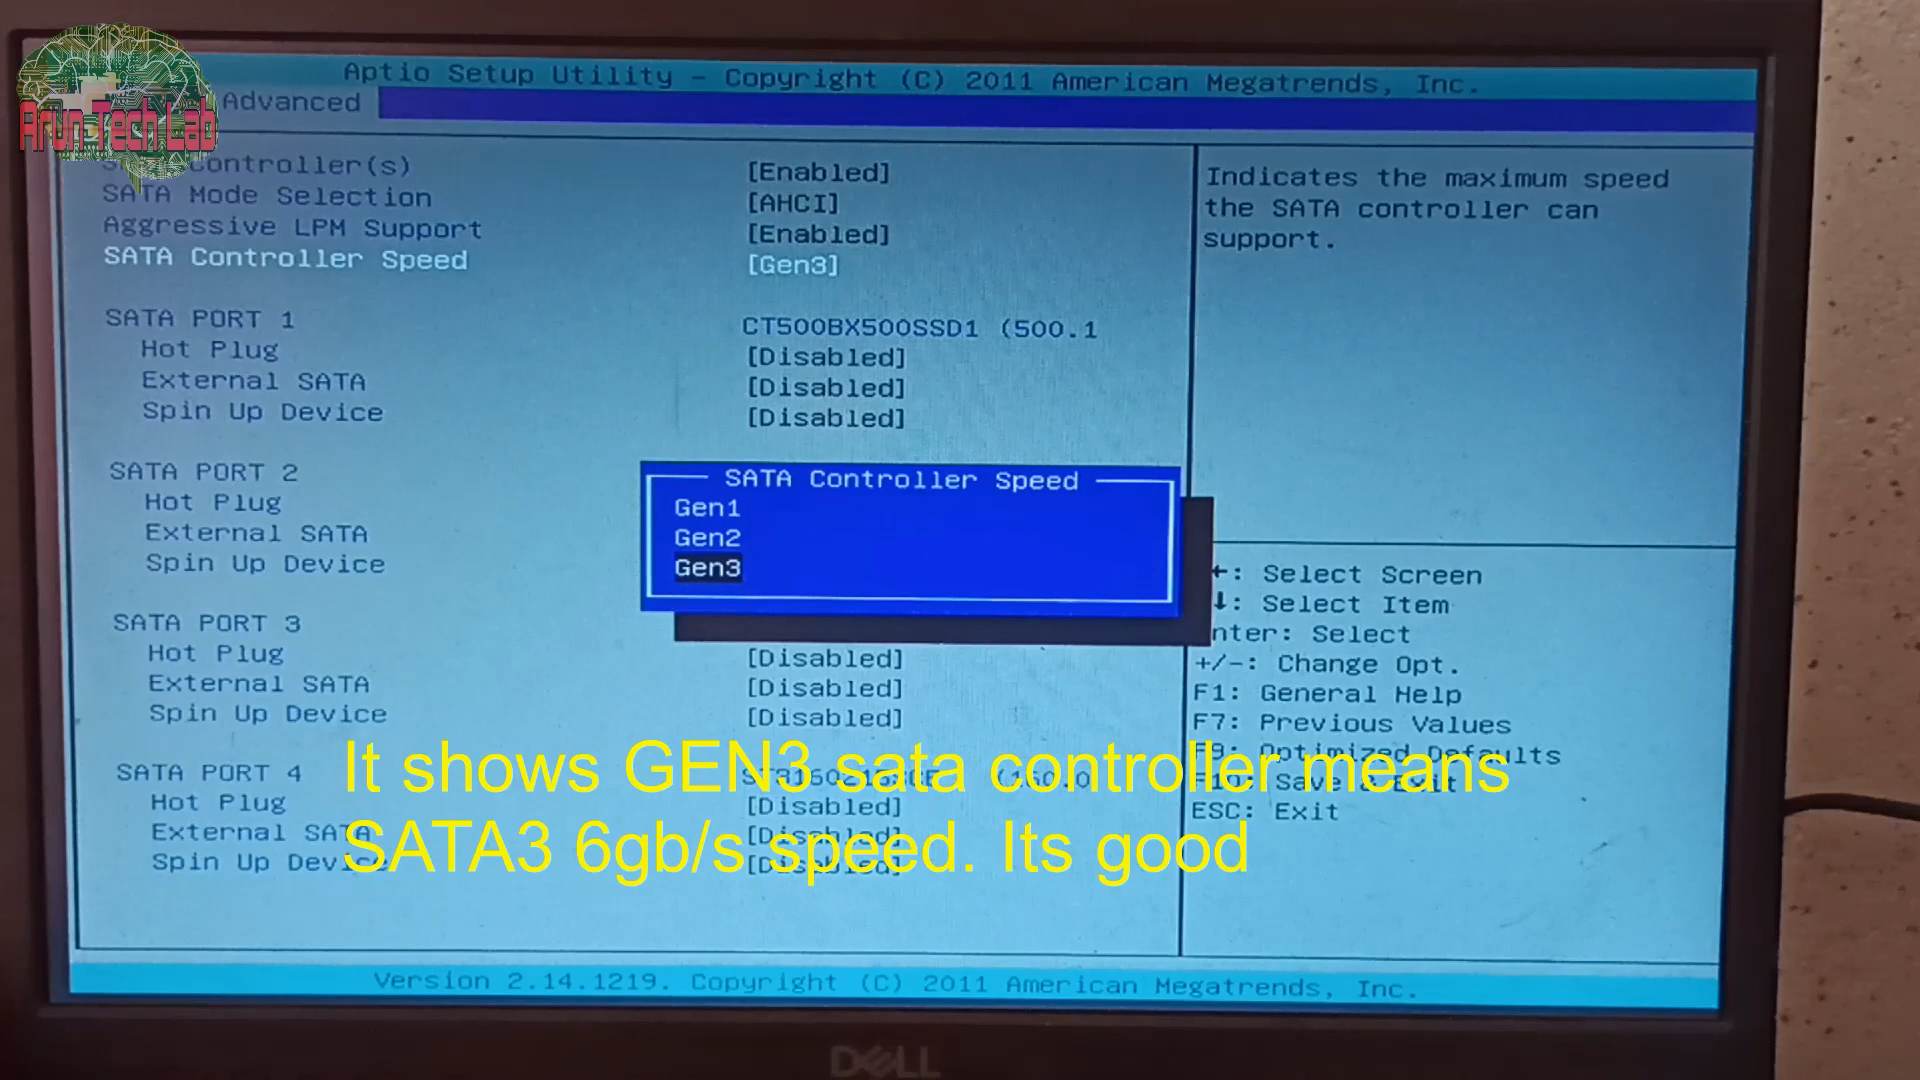 Arun Tech Lab
Aptio Setup Utility – Copyright (C) 2011 American Megatrends, Inc.
Advanced
Controller(s) [Enabled]
SATA Mode Selection [AHCI]
Aggressive LPM Support [Enabled]
SATA Controller Speed [Gen3]
SATA PORT 1 CT500BX500SSD1 (500.1
Hot Plug [Disabled]
External SATA [Disabled]
Spin Up Device [Disabled]
SATA PORT 2
Hot Plug
External SATA
Spin Up Device
SATA PORT 3
Hot Plug [Disabled]
External SATA [Disabled]
Spin Up Device [Disabled]
SATA PORT 4
Hot Plug [Disabled]
External SATA [Disabled]
Spin Up Device [Disabled]
SATA Controller Speed
Gen1
Gen2
Gen3
Indicates the maximum speed
the SATA controller can
support.
←: Select Screen
↓: Select Item
nter: Select
+/-: Change Opt.
F1: General Help
F7: Previous Values
Optimized Defaults
Save & Exit
ESC: Exit
It shows GEN3 sata controller means
SATA3 6gb/s speed. Its good
Version 2.14.1219. Copyright (C) 2011 American Megatrends, Inc.
DELL